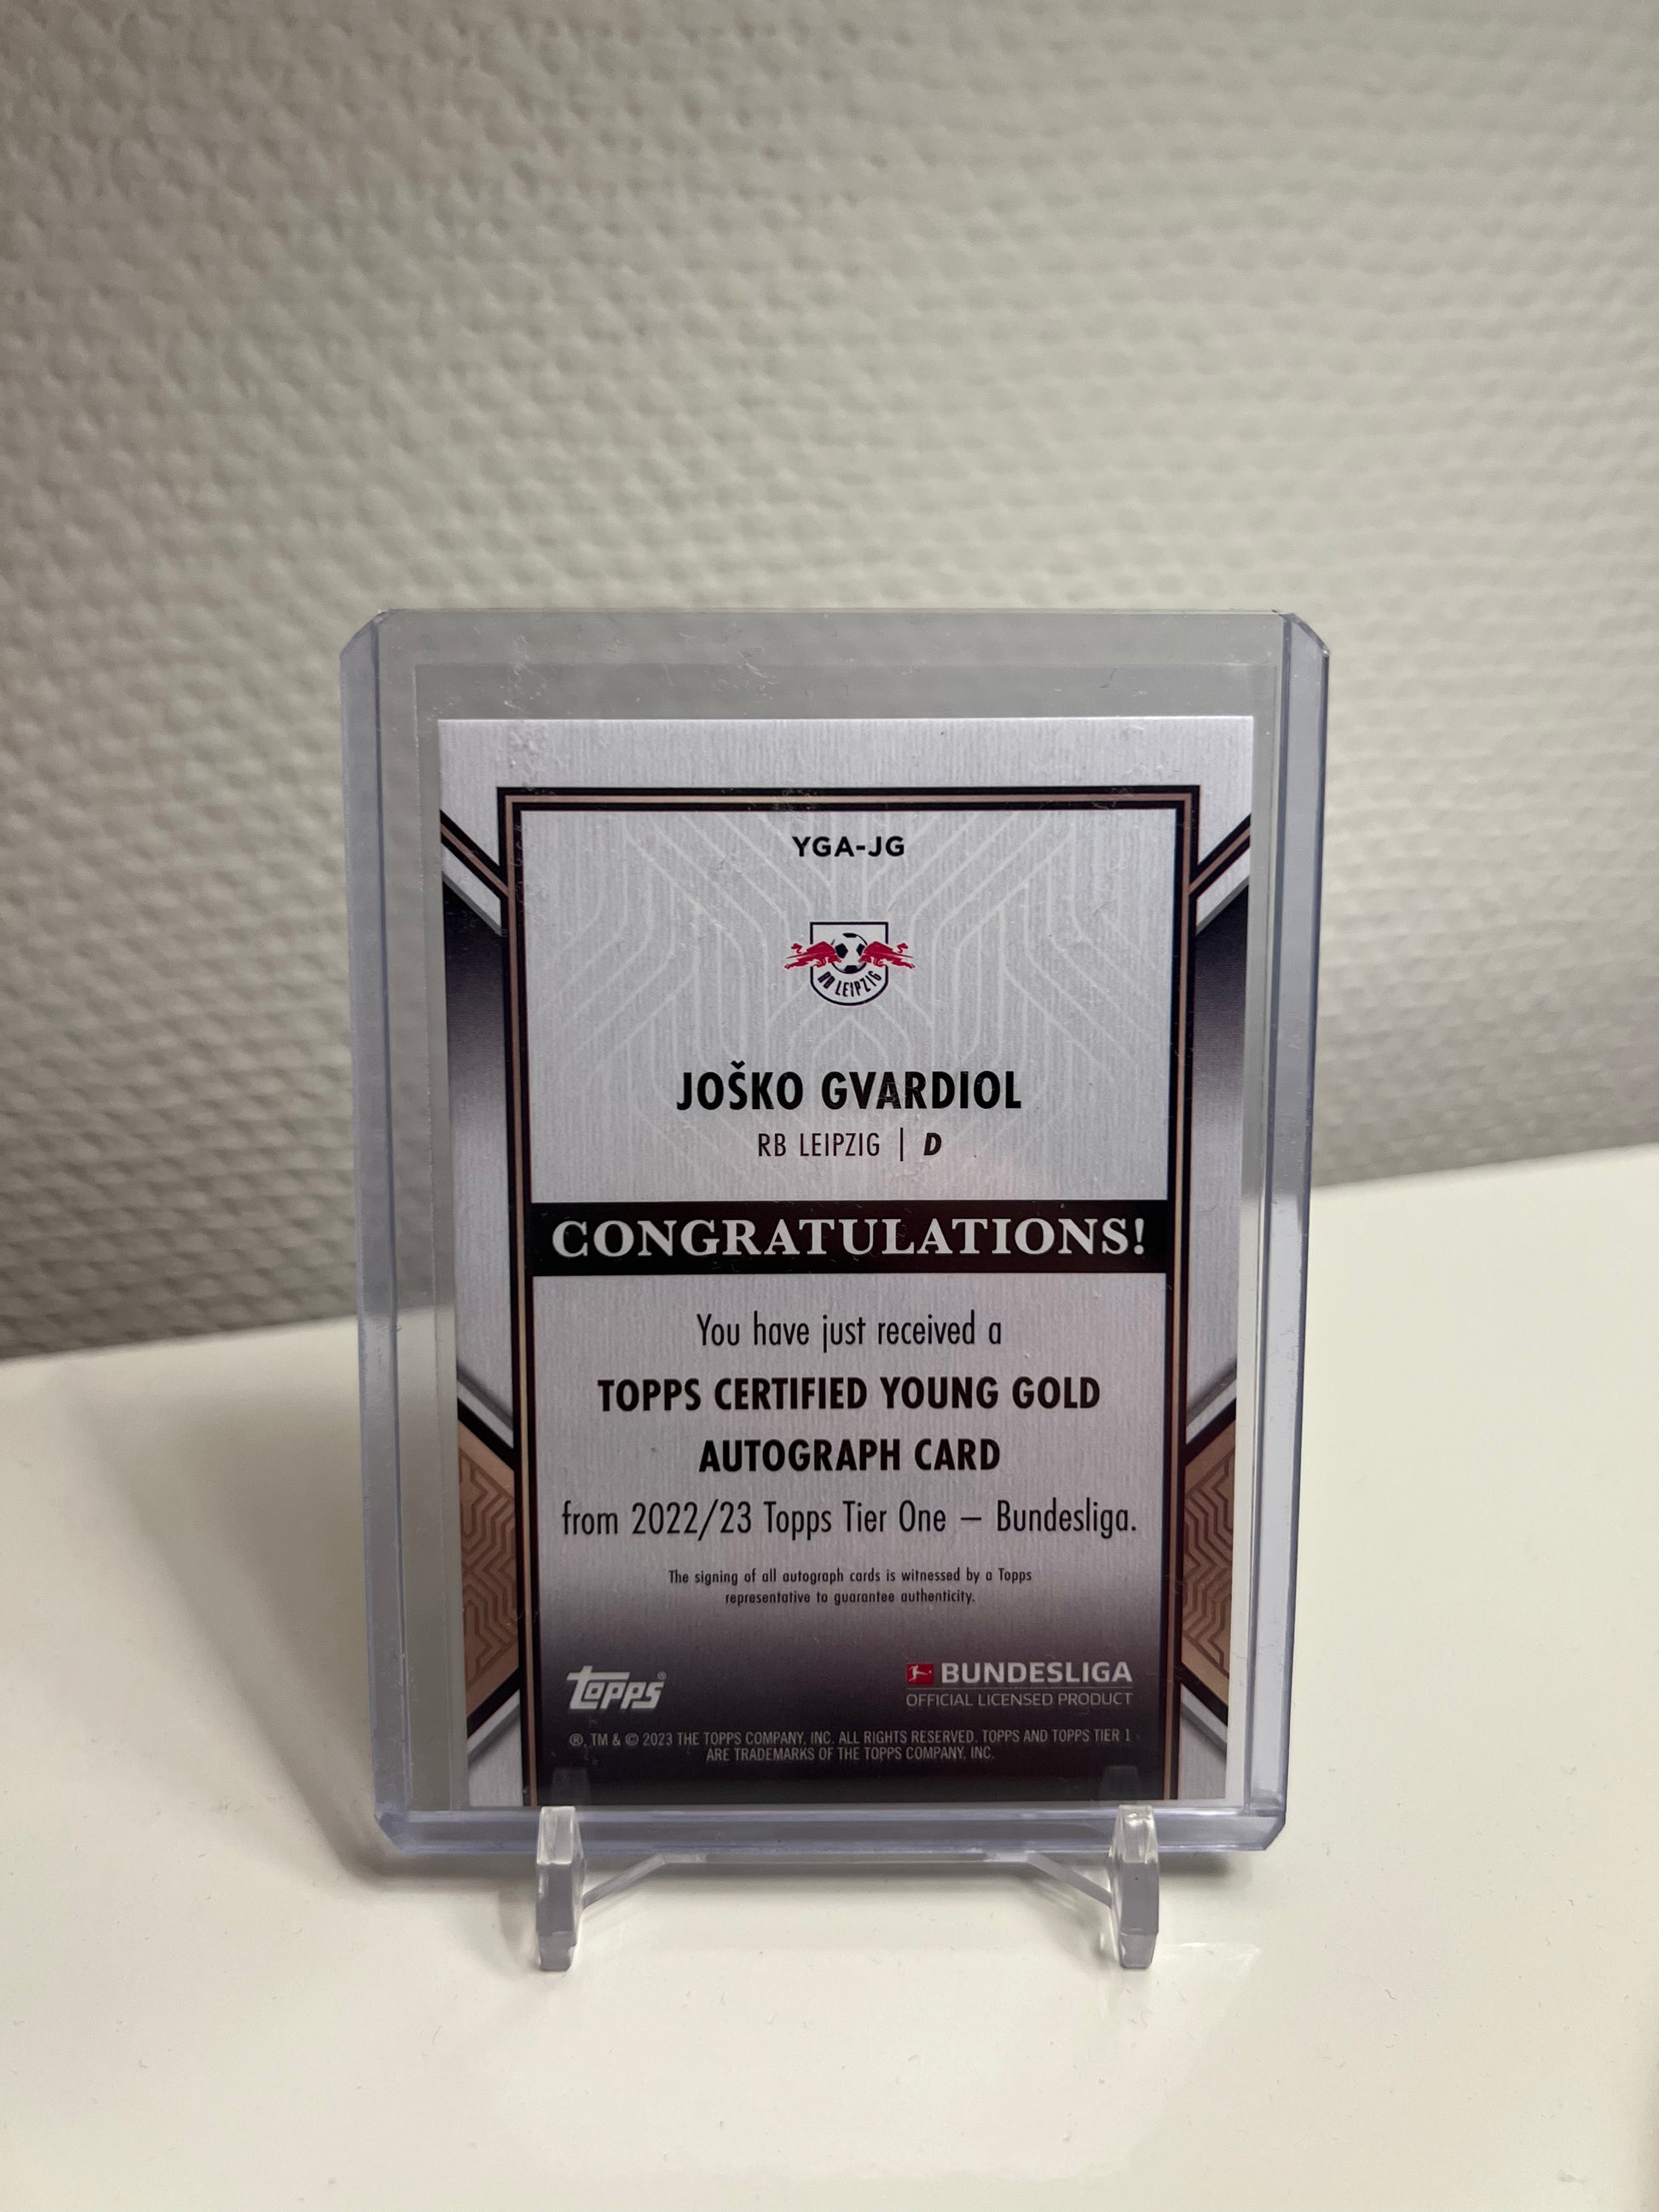 YGA-JG
RB LEIPZIG
JOŠKO GVARDIOL
RB LEIPZIG | D
CONGRATULATIONS!
You have just received a
TOPPS CERTIFIED YOUNG GOLD
AUTOGRAPH CARD
from 2022/23 Topps Tier One – Bundesliga.
The signing of all autograph cards is witnessed by a Topps
representative to guarantee authenticity.
topps®
BUNDESLIGA
OFFICIAL LICENSED PRODUCT
®, TM & © 2023 THE TOPPS COMPANY, INC. ALL RIGHTS RESERVED. TOPPS AND TOPPS TIER 1
ARE TRADEMARKS OF THE TOPPS COMPANY, INC.